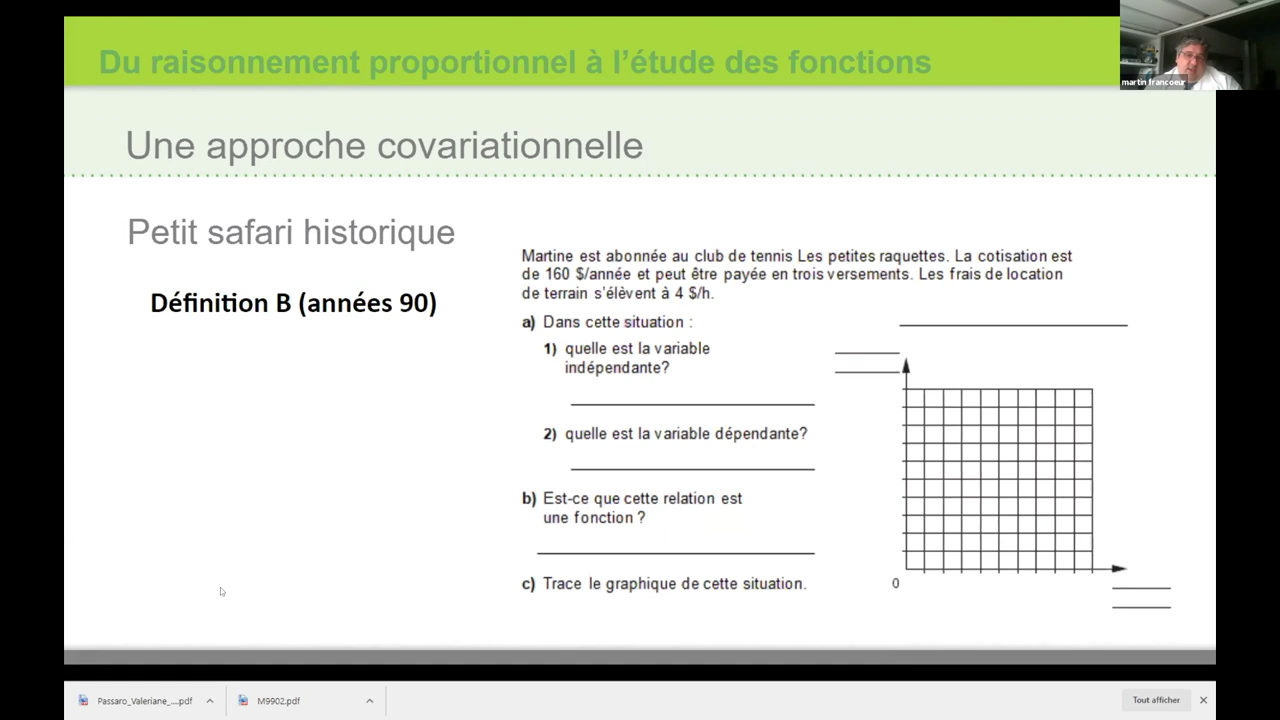 Du raisonnement proportionnel à l'étude des fonctions
martin francoeur
Une approche covariationnelle
Petit safari historique
Définition B (années 90)
Martine est abonnée au club de tennis Les petites raquettes. La cotisation est
de 160 $/année et peut être payée en trois versements. Les frais de location
de terrain s'élèvent à 4 $/h.
a) Dans cette situation :
1) quelle est la variable
indépendante?
2) quelle est la variable dépendante?
b) Est-ce que cette relation est
une fonction ?
c) Trace le graphique de cette situation.
0
Passaro_Valeriane_....pdf
M9902.pdf
Tout afficher